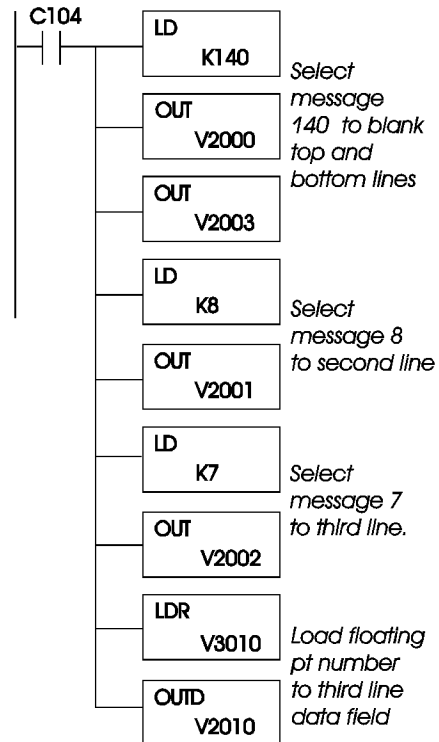 C104
LD
K140
Select
message
140 to blank
top and
bottom lines
OUT
V2000
OUT
V2003
LD
K8
Select
message 8
to second line
OUT
V2001
LD
K7
Select
message 7
to third line.
OUT
V2002
LDR
V3010
Load floating
pt number
to third line
data field
OUTD
V2010